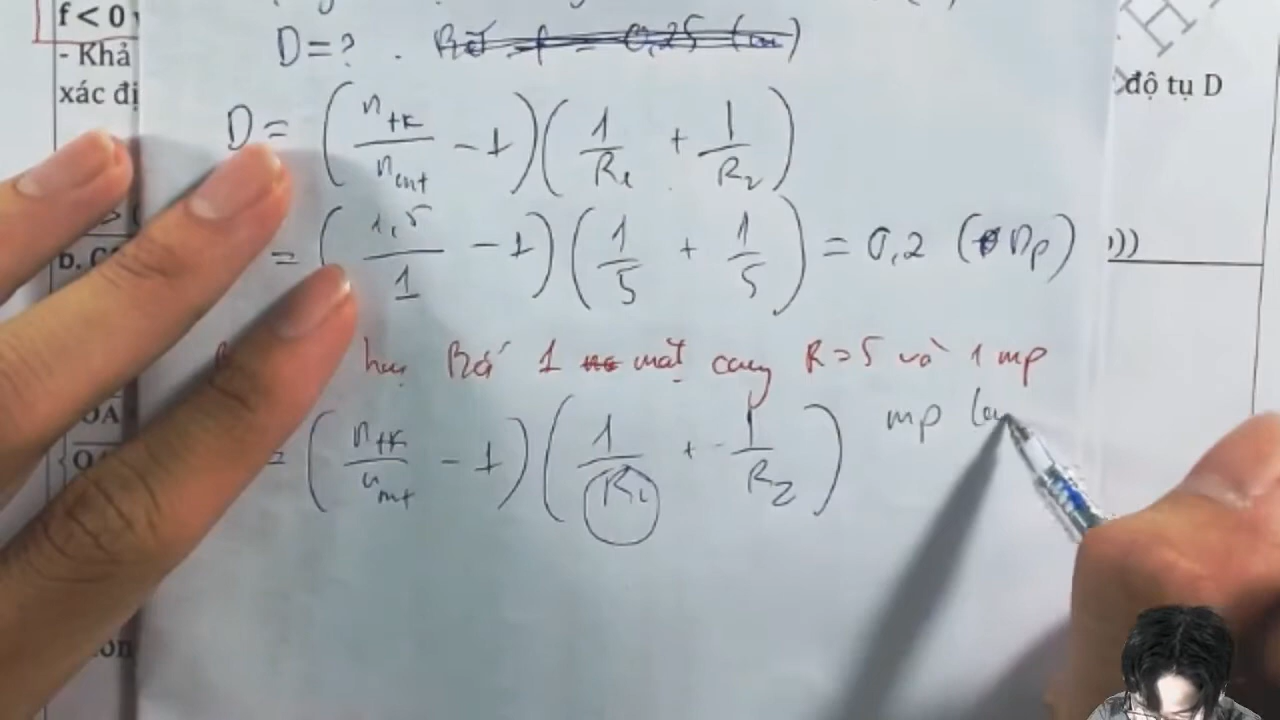 f < 0
D = ?
- Khả
xác đị
độ tụ D
D = (n_tk/n_mt - 1)(1/R₁ + 1/R₂)
= (1,5/1 - 1)(1/5 + 1/5) = 0,2 (Dp)
)))
b.
1 mặt cong R = 5 và 1 mp
mp
OA
= (n_tk/n_mt - 1)(1/R₁ + 1/R₂)